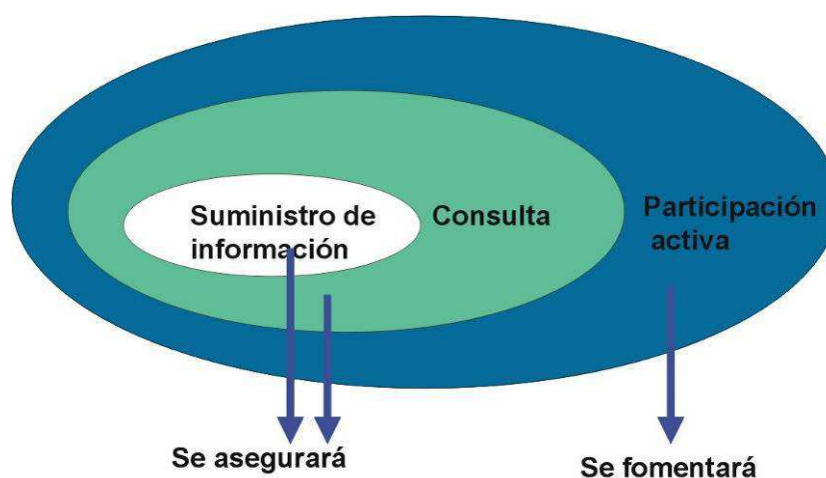 Suministro de
información
Consulta
Participación
activa
Se asegurará
Se fomentará